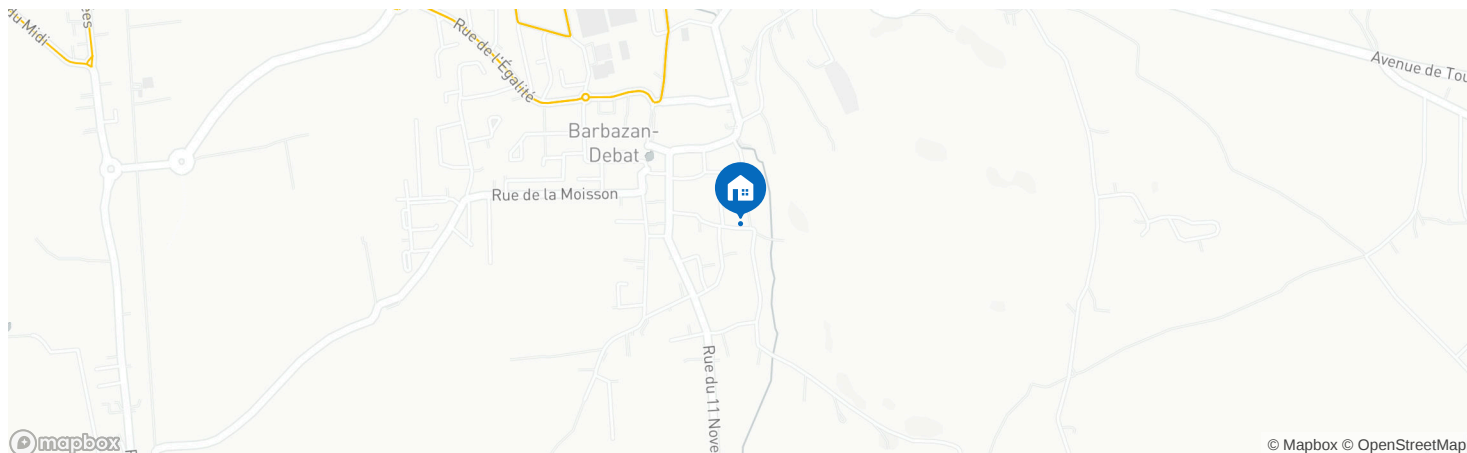 ées
du Midi
Rue de l'Égalité
Avenue de Tou
Barbazan-
Debat
Rue de la Moisson
Rue du 11 Nove
R
mapbox
© Mapbox © OpenStreetMap